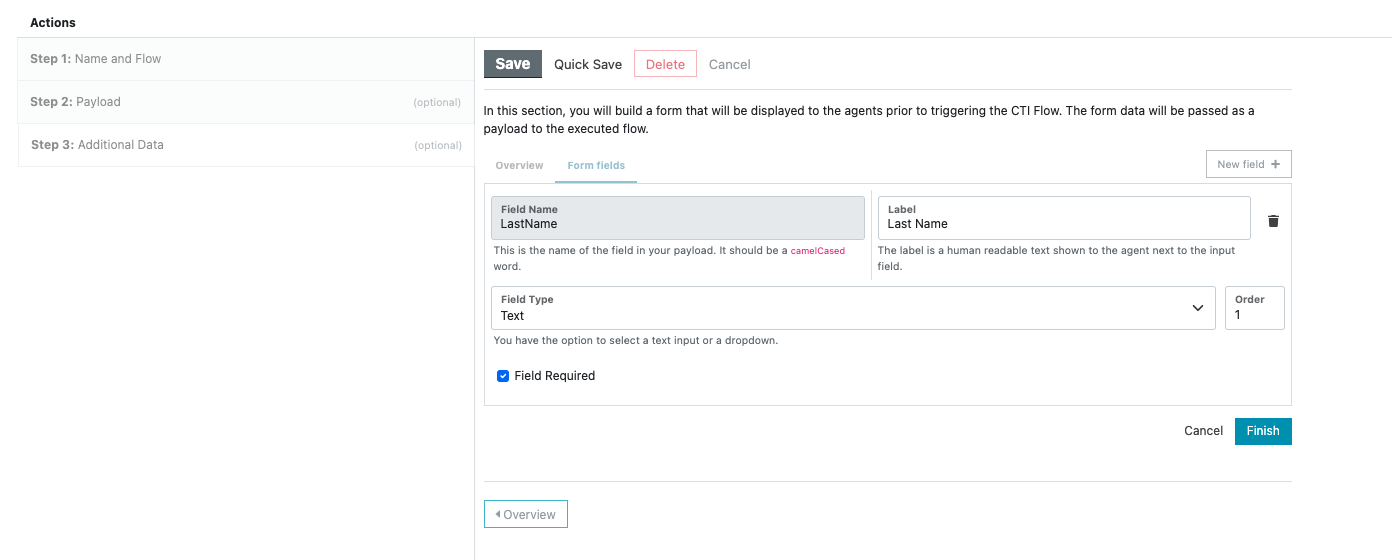 Actions
Step 1: Name and Flow
Step 2: Payload (optional)
Step 3: Additional Data (optional)
Save Quick Save Delete Cancel
In this section, you will build a form that will be displayed to the agents prior to triggering the CTI Flow. The form data will be passed as a
payload to the executed flow.
Overview Form fields New field +
Field Name
LastName
This is the name of the field in your payload. It should be a camelCased
word.
Label
Last Name
The label is a human readable text shown to the agent next to the input
field.
Field Type
Text
Order
1
You have the option to select a text input or a dropdown.
Field Required
Cancel Finish
Overview